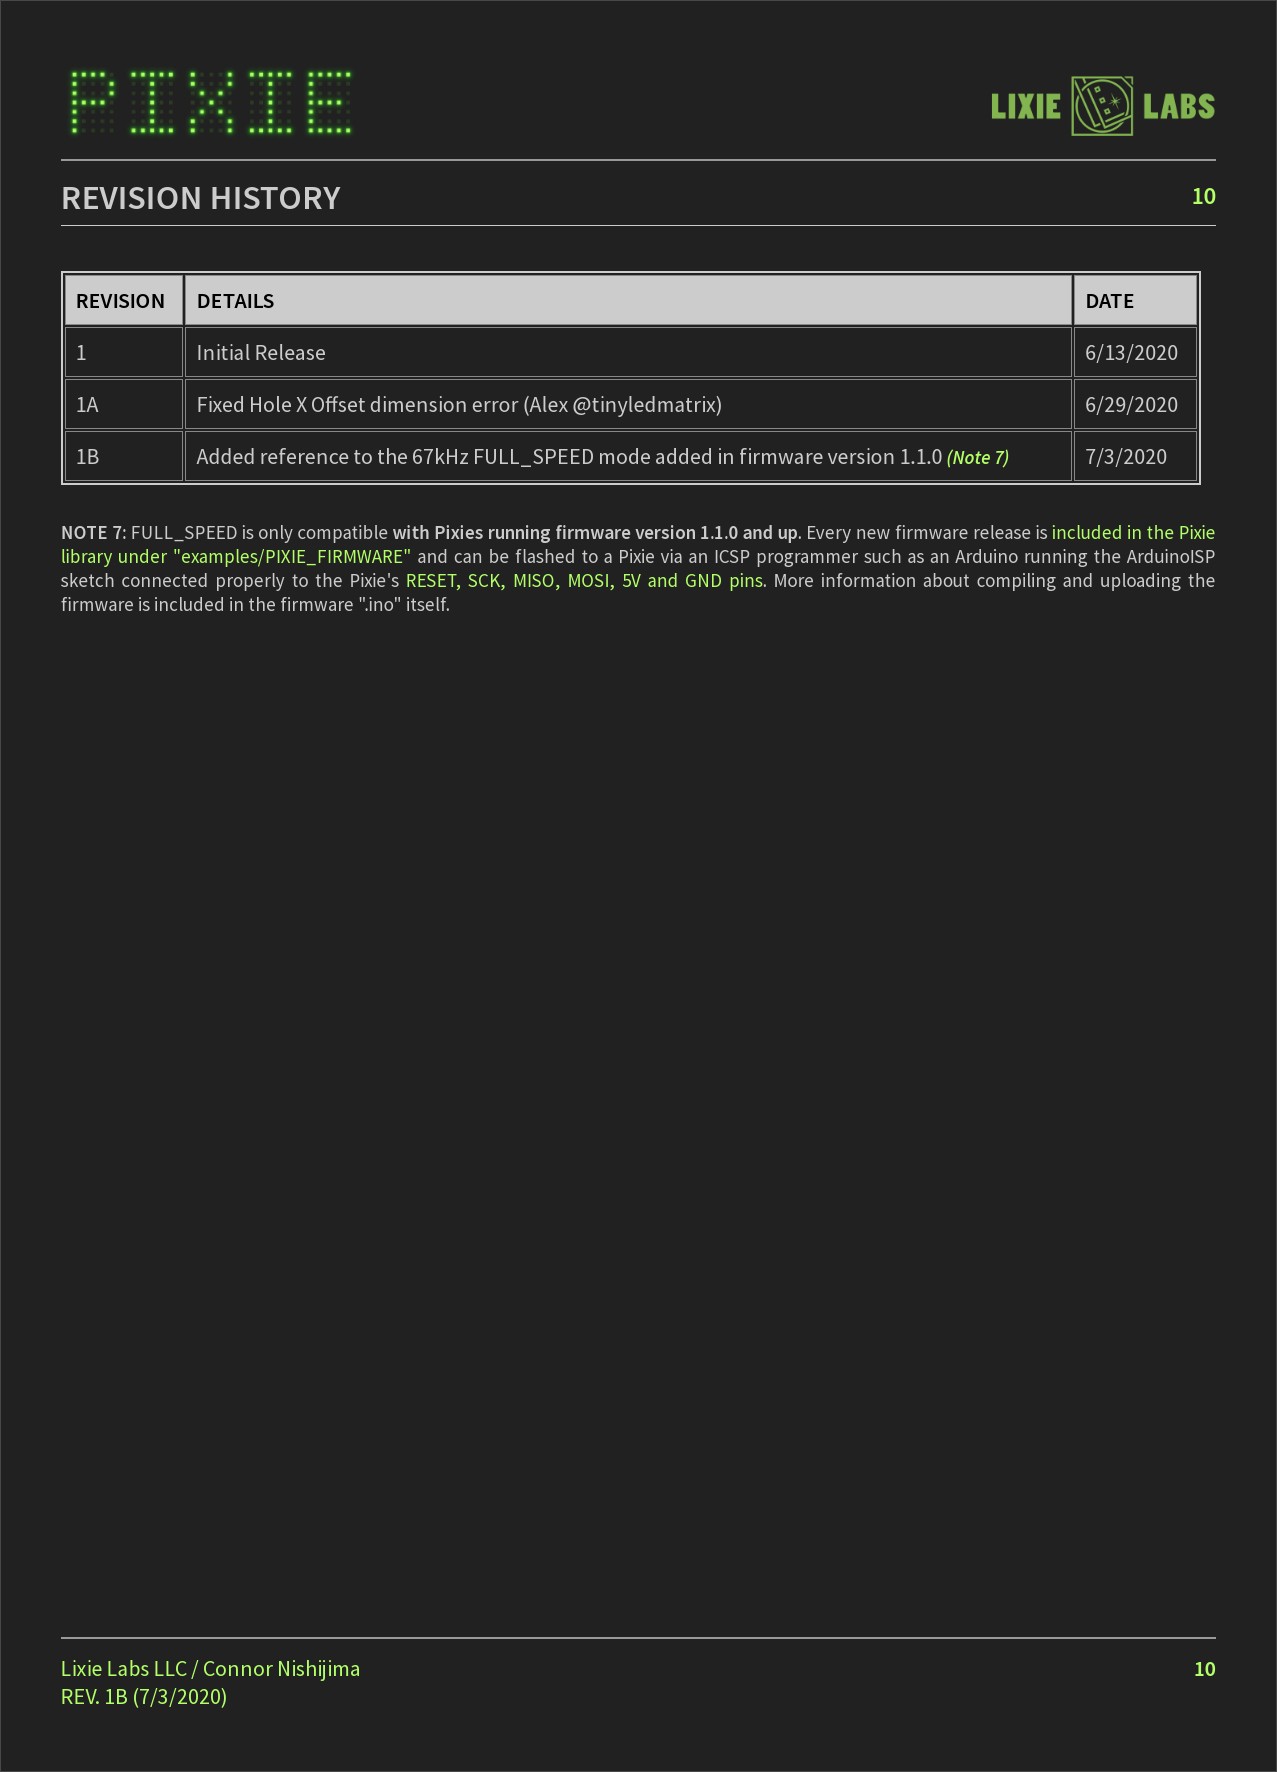 PIXIE
LIXIE LABS
REVISION HISTORY 10
REVISION DETAILS DATE
1 Initial Release 6/13/2020
1A Fixed Hole X Offset dimension error (Alex @tinyledmatrix) 6/29/2020
1B Added reference to the 67kHz FULL_SPEED mode added in firmware version 1.1.0 (Note 7) 7/3/2020
NOTE 7: FULL_SPEED is only compatible with Pixies running firmware version 1.1.0 and up. Every new firmware release is included in the Pixie
library under "examples/PIXIE_FIRMWARE" and can be flashed to a Pixie via an ICSP programmer such as an Arduino running the ArduinoISP
sketch connected properly to the Pixie's RESET, SCK, MISO, MOSI, 5V and GND pins. More information about compiling and uploading the
firmware is included in the firmware ".ino" itself.
Lixie Labs LLC / Connor Nishijima 10
REV. 1B (7/3/2020)